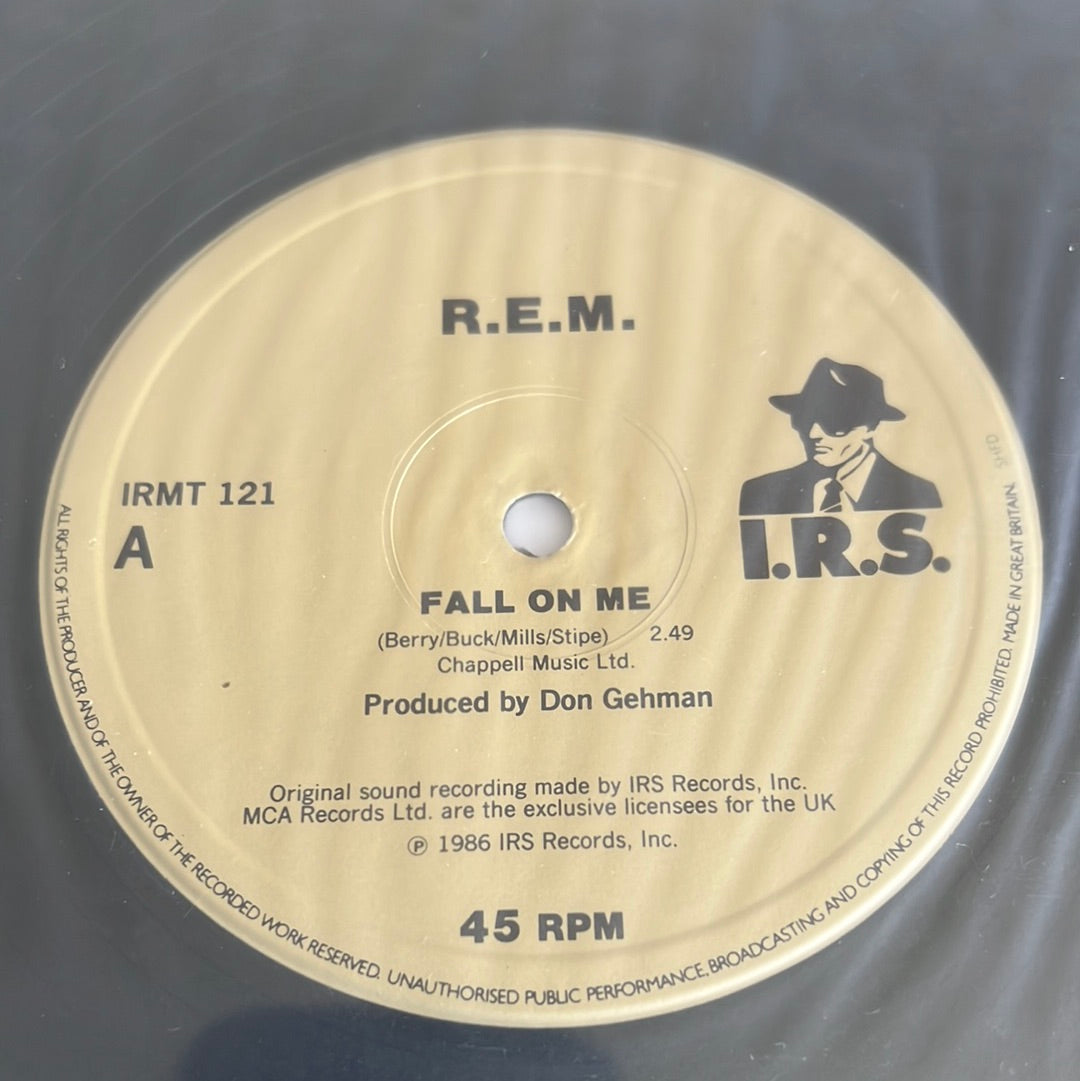 R.E.M.
IRMT 121
A
I.R.S.
FALL ON ME
(Berry/Buck/Mills/Stipe) 2.49
Chappell Music Ltd.
Produced by Don Gehman
Original sound recording made by IRS Records, Inc.
MCA Records Ltd. are the exclusive licensees for the UK
℗ 1986 IRS Records, Inc.
45 RPM
ALL RIGHTS OF THE PRODUCER AND OF THE OWNER OF THE RECORDED WORK RESERVED. UNAUTHORISED PUBLIC PERFORMANCE, BROADCASTING AND COPYING OF THIS RECORD PROHIBITED. MADE IN GREAT BRITAIN. SHFD